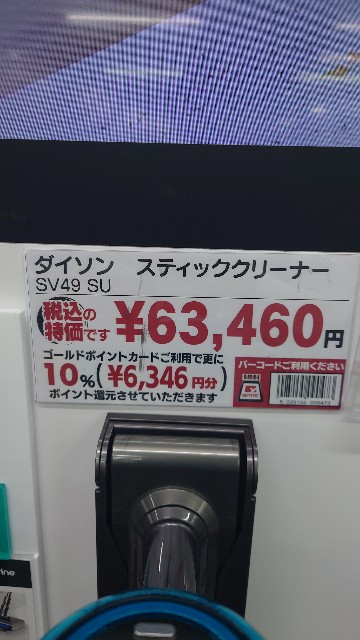 ダイソン スティッククリーナー
SV49 SU
税込の
特価です
¥63,460円
ゴールドポイントカードご利用で更に
10%(¥6,346円分)
ポイント還元させていただきます
バーコードご利用ください